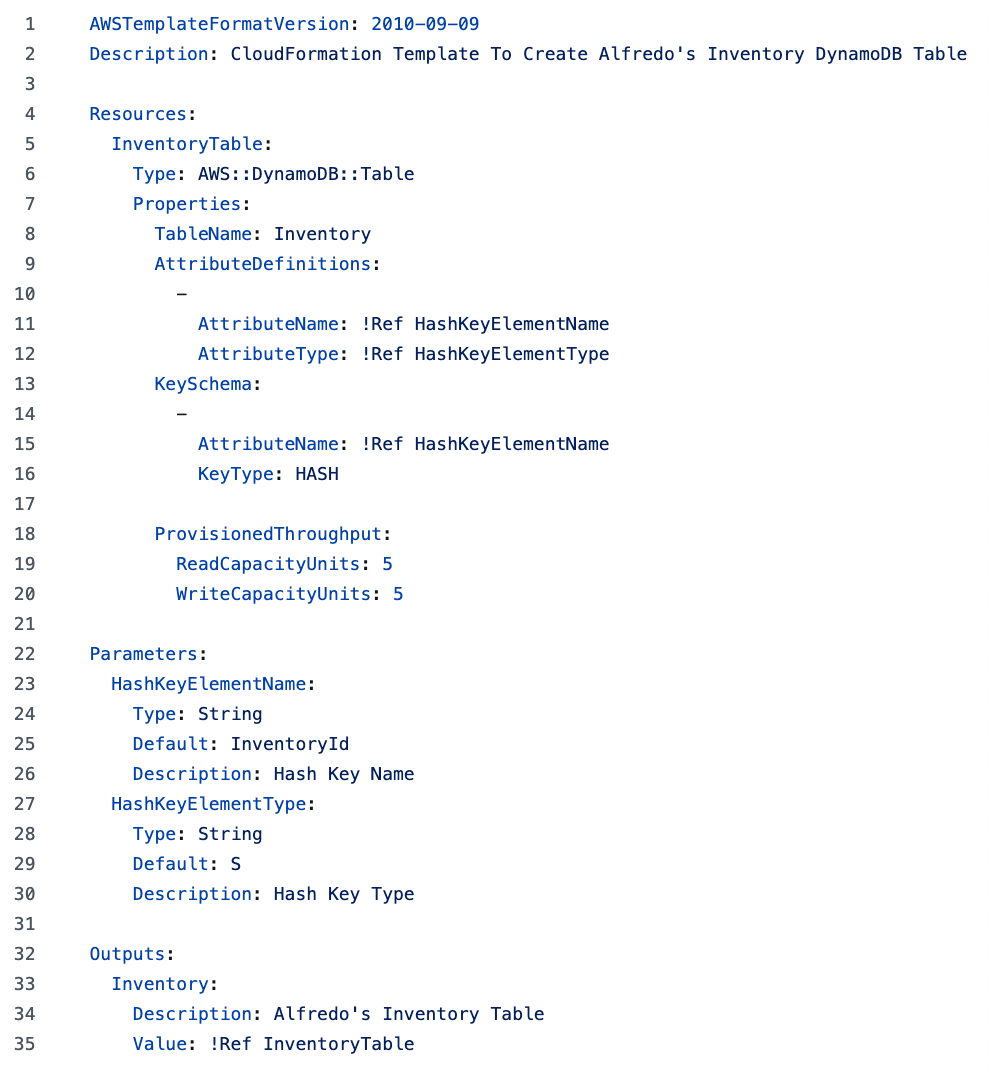 1 AWSTemplateFormatVersion: 2010-09-09
2 Description: CloudFormation Template To Create Alfredo's Inventory DynamoDB Table
3
4 Resources:
5   InventoryTable:
6     Type: AWS::DynamoDB::Table
7     Properties:
8       TableName: Inventory
9       AttributeDefinitions:
10         -
11           AttributeName: !Ref HashKeyElementName
12           AttributeType: !Ref HashKeyElementType
13       KeySchema:
14         -
15           AttributeName: !Ref HashKeyElementName
16           KeyType: HASH
17
18       ProvisionedThroughput:
19         ReadCapacityUnits: 5
20         WriteCapacityUnits: 5
21
22 Parameters:
23   HashKeyElementName:
24     Type: String
25     Default: InventoryId
26     Description: Hash Key Name
27   HashKeyElementType:
28     Type: String
29     Default: S
30     Description: Hash Key Type
31
32 Outputs:
33   Inventory:
34     Description: Alfredo's Inventory Table
35     Value: !Ref InventoryTable